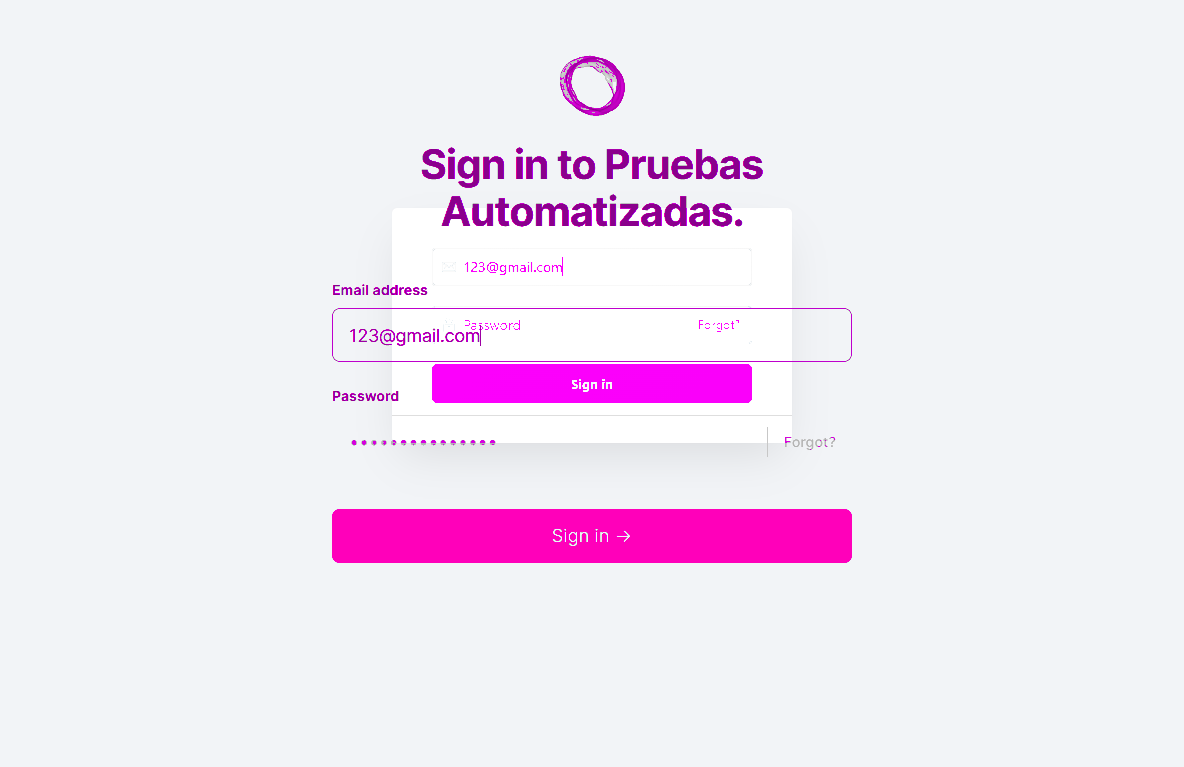 Sign in to Pruebas
Automatizadas.
123@gmail.com
Email address
Password
Forgot?
123@gmail.com
Sign in
Password
Forgot?
Sign in →